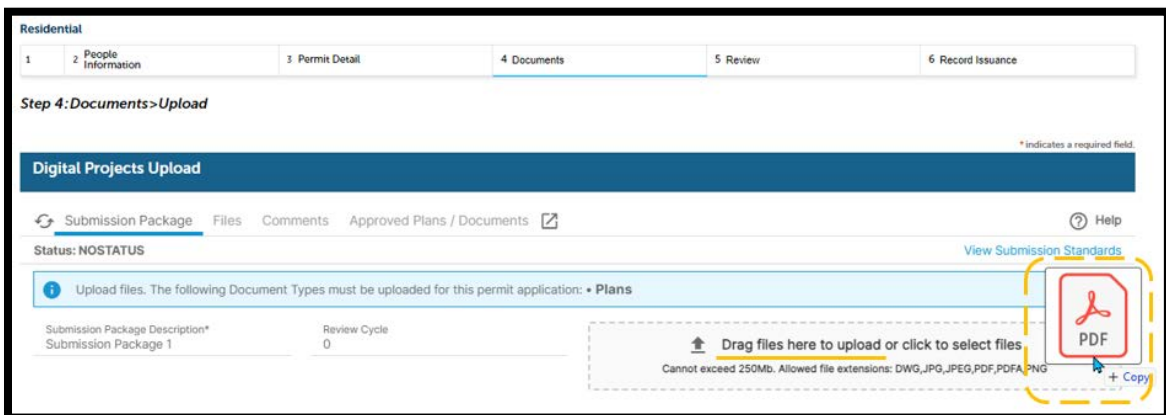 Residential
1 2 People Information 3 Permit Detail 4 Documents 5 Review 6 Record Issuance
Step 4:Documents>Upload
* indicates a required field.
Digital Projects Upload
Submission Package Files Comments Approved Plans / Documents Help
Status: NOSTATUS View Submission Standards
Upload files. The following Document Types must be uploaded for this permit application: • Plans
Submission Package Description* Review Cycle
Submission Package 1 0
Drag files here to upload or click to select files
Cannot exceed 250Mb. Allowed file extensions: DWG,JPG,JPEG,PDF,PDFA,PNG
PDF
+ Copy